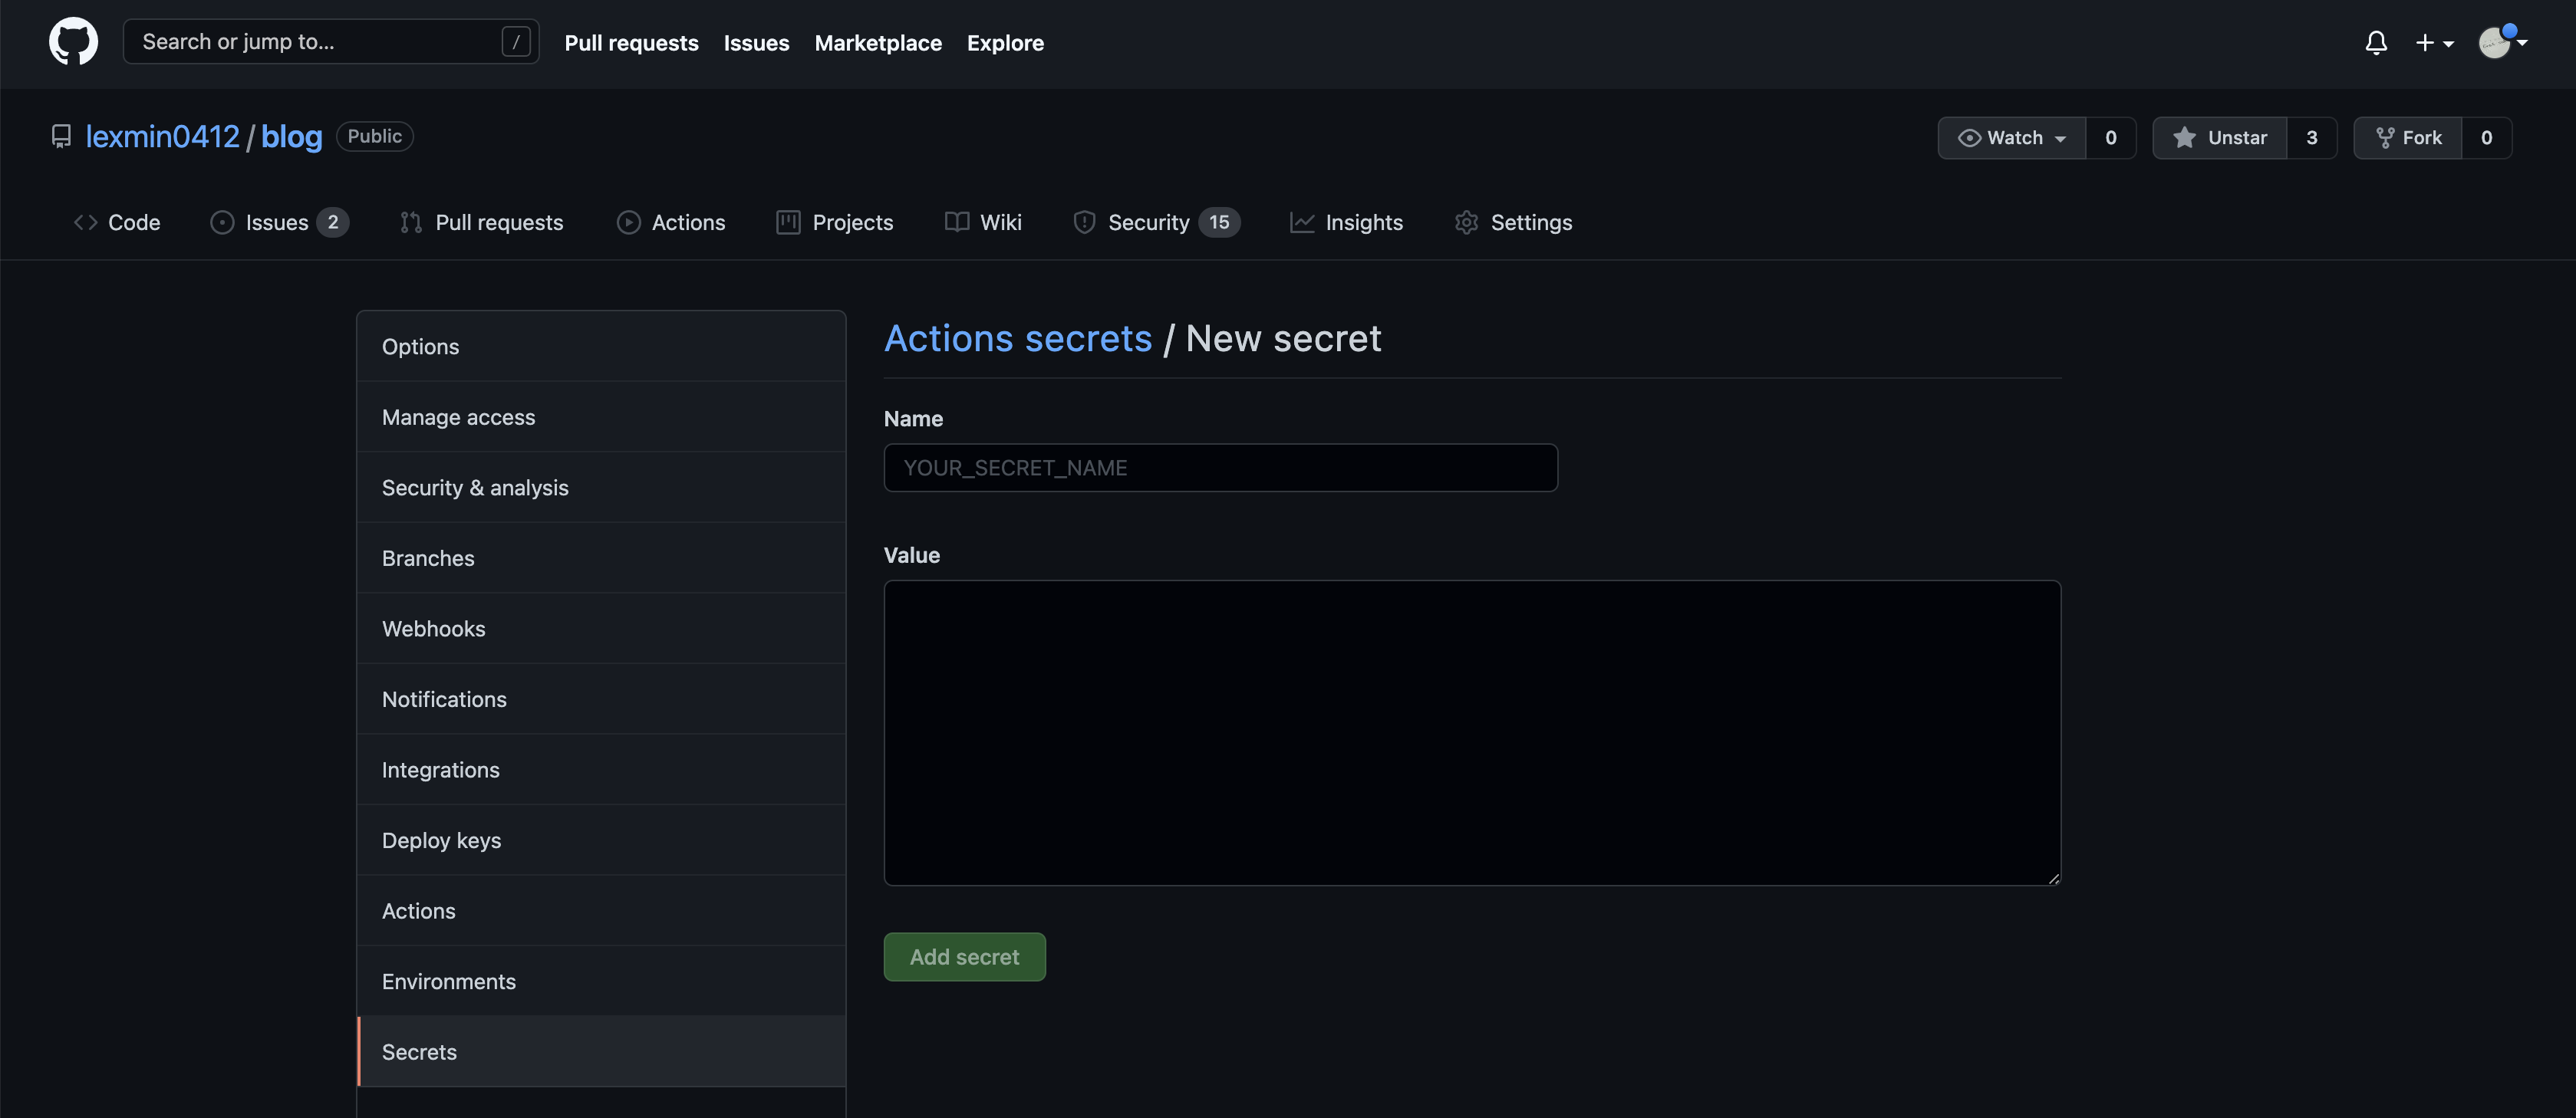 Search or jump to... /
Pull requests Issues Marketplace Explore
lexmin0412 / blog Public
Watch 0 Unstar 3 Fork 0
Code Issues 2 Pull requests Actions Projects Wiki Security 15 Insights Settings
Options
Manage access
Security & analysis
Branches
Webhooks
Notifications
Integrations
Deploy keys
Actions
Environments
Secrets
Actions secrets / New secret
Name
YOUR_SECRET_NAME
Value
Add secret